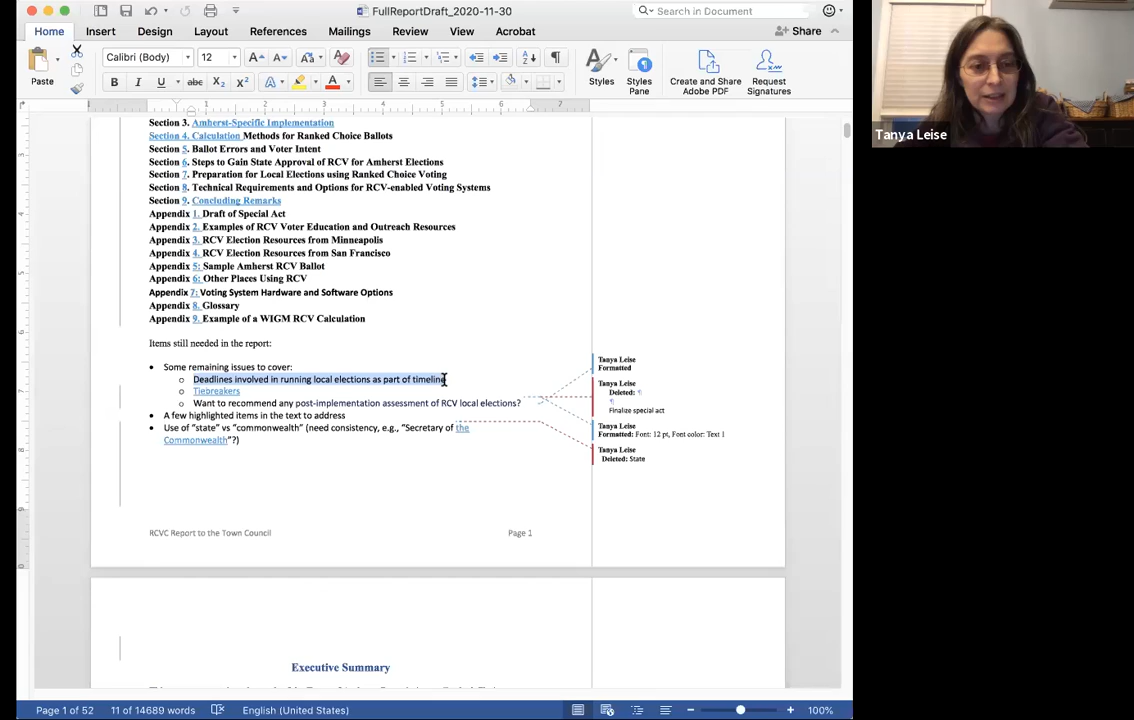 FullReportDraft_2020-11-30
Search in Document
Home Insert Design Layout References Mailings Review View Acrobat
Share
Calibri (Body) 12
Paste
B I U abc X2 X2 A A
Styles
Styles Pane
Create and Share Adobe PDF
Request Signatures
1 2 3 4 5 6 7
Section 3. Amherst-Specific Implementation
Section 4. Calculation Methods for Ranked Choice Ballots
Section 5. Ballot Errors and Voter Intent
Section 6. Steps to Gain State Approval of RCV for Amherst Elections
Section 7. Preparation for Local Elections using Ranked Choice Voting
Section 8. Technical Requirements and Options for RCV-enabled Voting Systems
Section 9. Concluding Remarks
Appendix 1. Draft of Special Act
Appendix 2. Examples of RCV Voter Education and Outreach Resources
Appendix 3. RCV Election Resources from Minneapolis
Appendix 4. RCV Election Resources from San Francisco
Appendix 5: Sample Amherst RCV Ballot
Appendix 6: Other Places Using RCV
Appendix 7: Voting System Hardware and Software Options
Appendix 8. Glossary
Appendix 9. Example of a WIGM RCV Calculation
Items still needed in the report:
• Some remaining issues to cover:
o Deadlines involved in running local elections as part of timeline
o Tiebreakers
o Want to recommend any post-implementation assessment of RCV local elections?
• A few highlighted items in the text to address
• Use of “state” vs “commonwealth” (need consistency, e.g., “Secretary of the
Commonwealth”?)
Tanya Leise
Formatted
Tanya Leise
Deleted: ¶
¶
Finalize special act
Tanya Leise
Formatted: Font: 12 pt, Font color: Text 1
Tanya Leise
Deleted: State
RCVC Report to the Town Council Page 1
Executive Summary
Page 1 of 52 11 of 14689 words English (United States) 100%
Tanya Leise